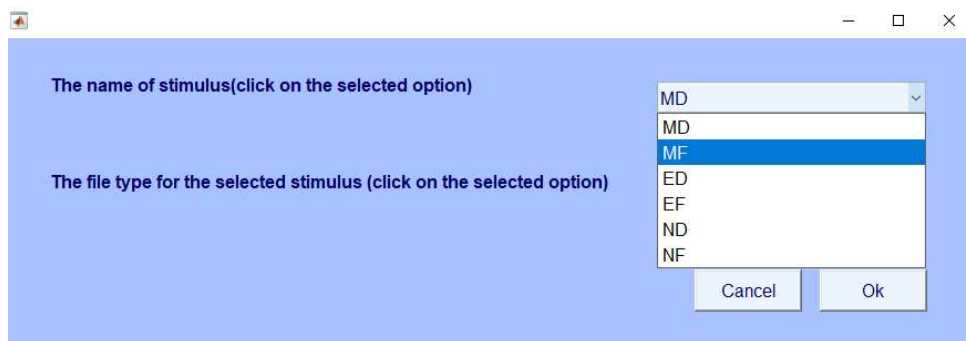 The name of stimulus(click on the selected option)
MD
MD
MF
The file type for the selected stimulus (click on the selected option)
ED
EF
ND
NF
Cancel
Ok